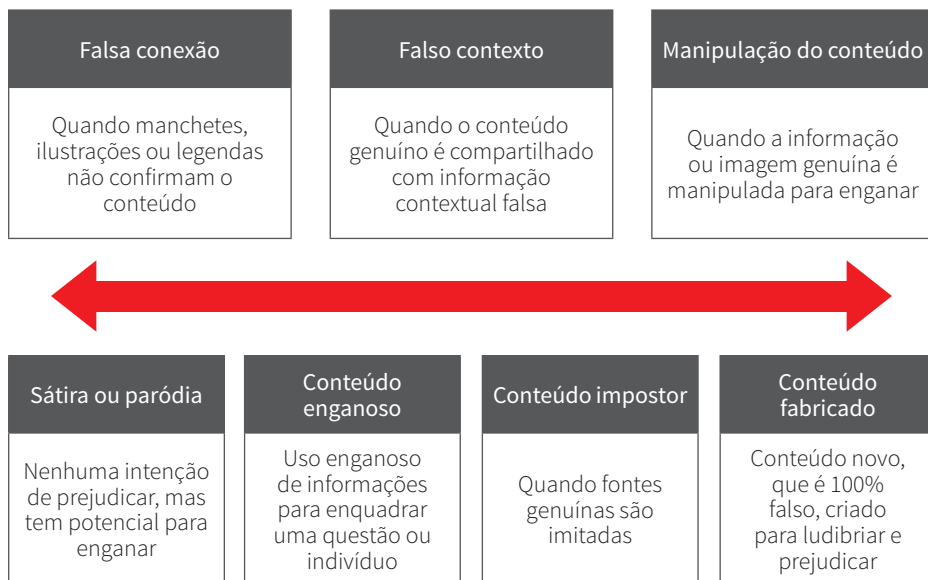 Falsa conexão
Quando manchetes,
ilustrações ou legendas
não confirmam o
conteúdo
Falso contexto
Quando o conteúdo
genuíno é compartilhado
com informação
contextual falsa
Manipulação do conteúdo
Quando a informação
ou imagem genuína é
manipulada para enganar
Sátira ou paródia
Nenhuma intenção
de prejudicar, mas
tem potencial para
enganar
Conteúdo
enganoso
Uso enganoso
de informações
para enquadrar
uma questão ou
indivíduo
Conteúdo impostor
Quando fontes
genuínas são
imitadas
Conteúdo
fabricado
Conteúdo novo,
que é 100%
falso, criado
para ludibriar e
prejudicar